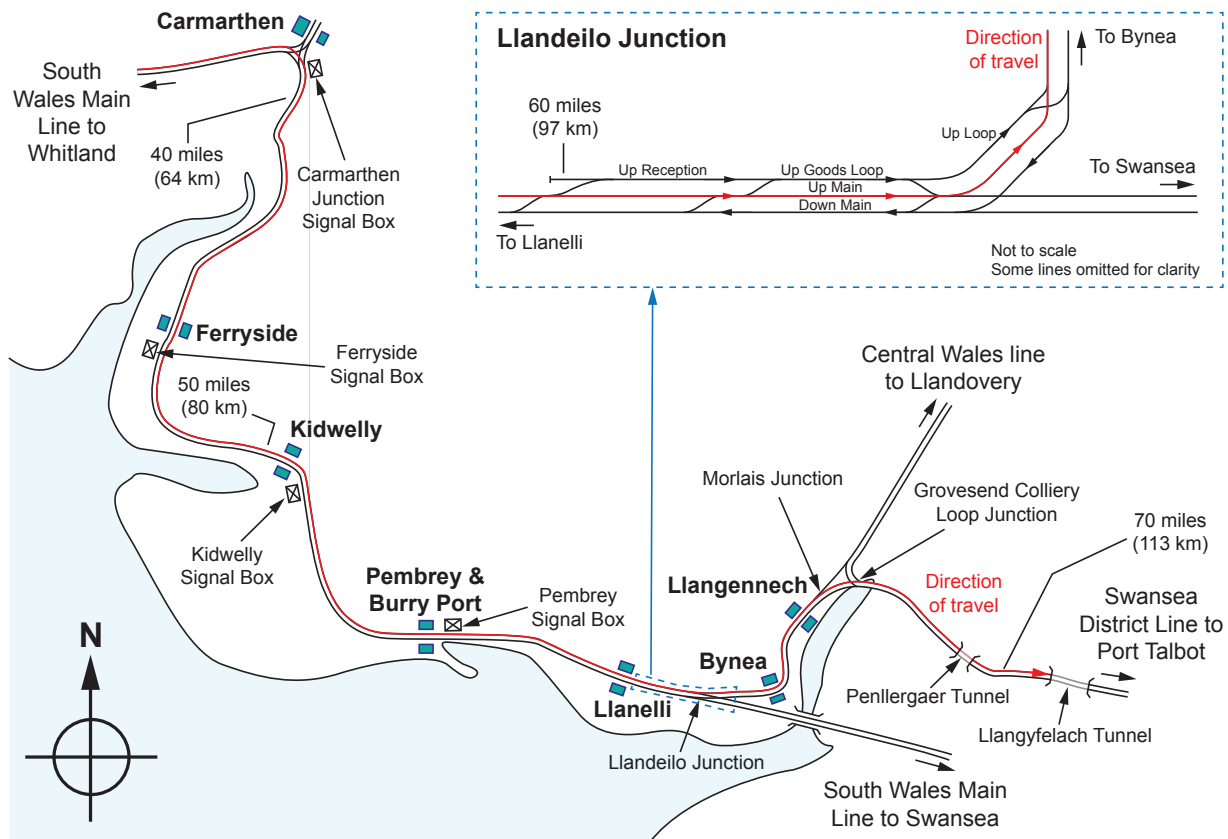 Carmarthen
South
Wales Main
Line to
Whitland
40 miles
(64 km)
Carmarthen
Junction
Signal Box
Llandeilo Junction
Direction
of travel
To Bynea
60 miles
(97 km)
Up Loop
To Swansea
Up Reception
Up Goods Loop
Up Main
Down Main
To Llanelli
Not to scale
Some lines omitted for clarity
Ferryside
Ferryside
Signal Box
50 miles
(80 km)
Kidwelly
Kidwelly
Signal Box
Central Wales line
to Llandovery
Morlais Junction
Grovesend Colliery
Loop Junction
70 miles
(113 km)
Pembrey &
Burry Port
Pembrey
Signal Box
Llangennech
Direction
of travel
Swansea
District Line to
Port Talbot
Bynea
Penllergaer Tunnel
Llanelli
Llangyfelach Tunnel
Llandeilo Junction
South Wales Main
Line to Swansea
N